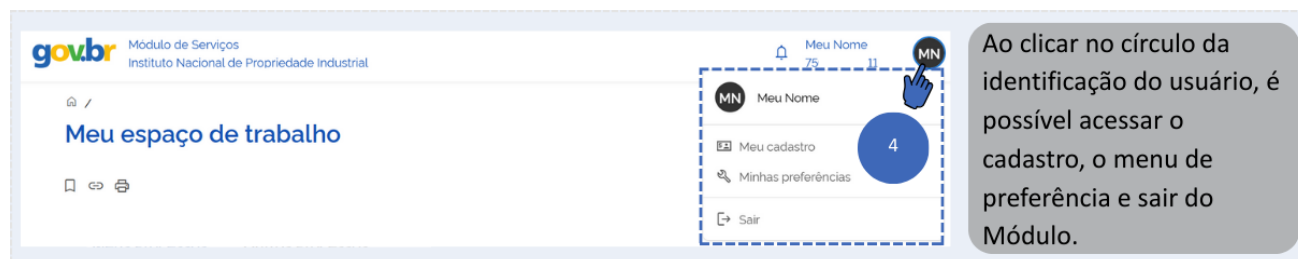 gov.br
Módulo de Serviços
Instituto Nacional de Propriedade Industrial
Meu Nome
75 11
MN
/
Meu espaço de trabalho
MN Meu Nome
Meu cadastro
4
Minhas preferências
Sair
Ao clicar no círculo da
identificação do usuário, é
possível acessar o
cadastro, o menu de
preferência e sair do
Módulo.